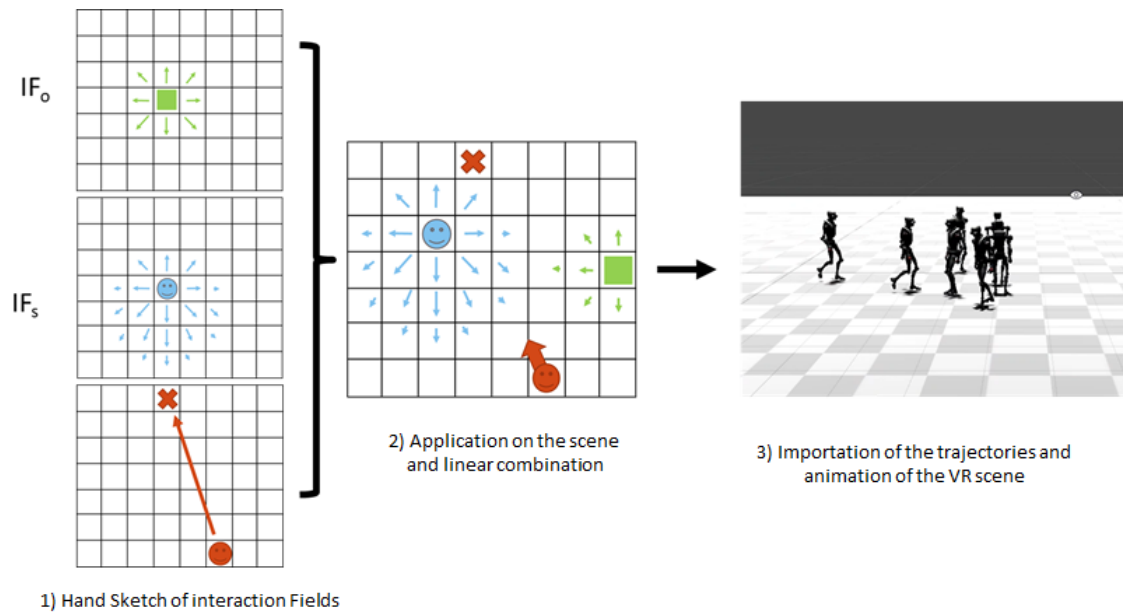 IFo
IFs
1) Hand Sketch of interaction Fields
2) Application on the scene
and linear combination
3) Importation of the trajectories and
animation of the VR scene